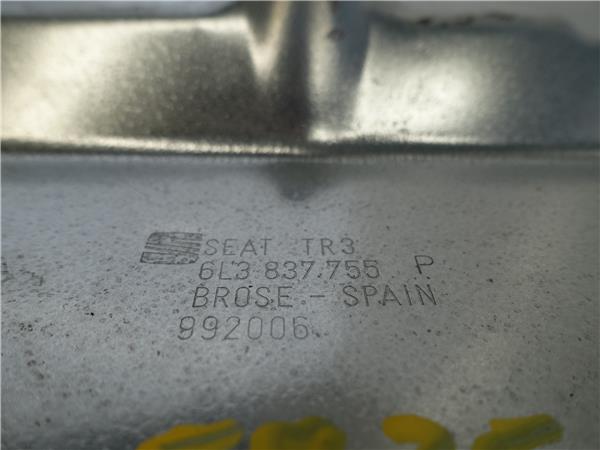 SEAT TR3
6L3 837 755 P
BROSE - SPAIN
992006